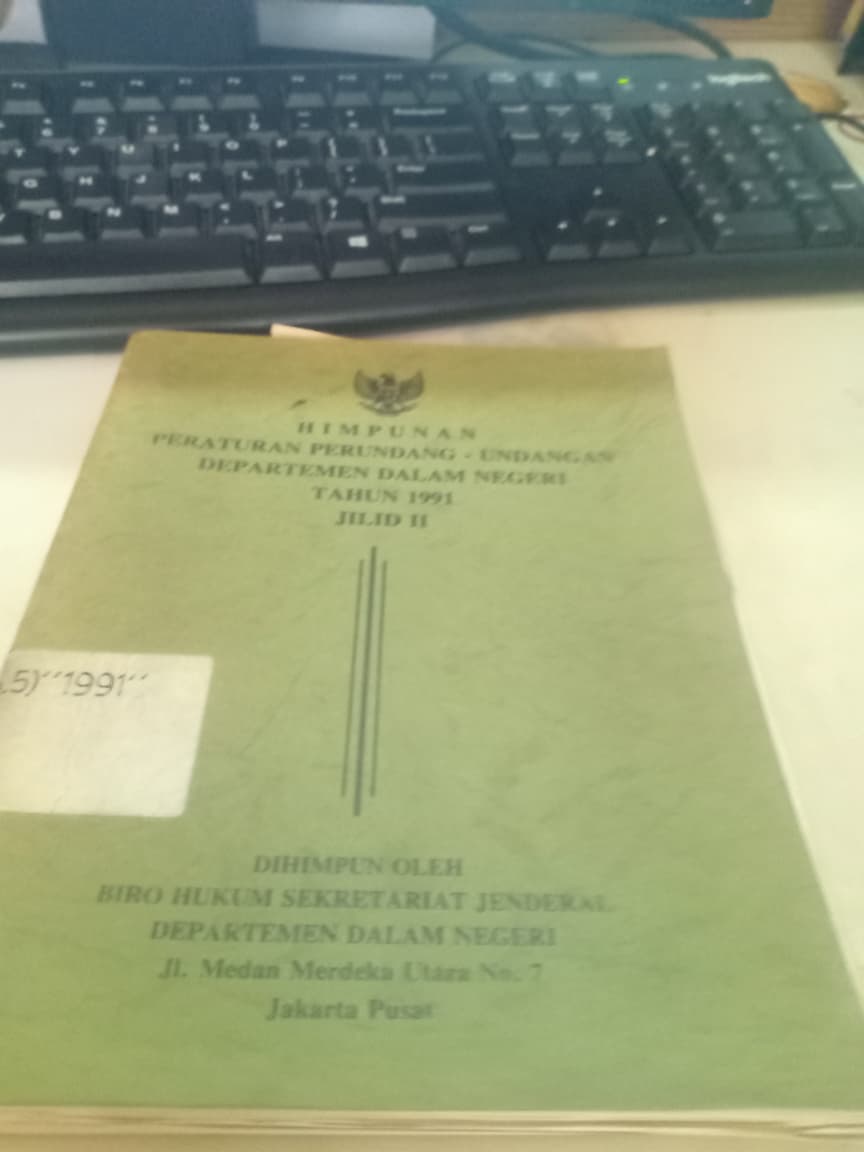 HIMPUNAN
PERATURAN PERUNDANG - UNDANGAN
DEPARTEMEN DALAM NEGERI
TAHUN 1991
JILID II
.5)''1991''
DIHIMPUN OLEH
BIRO HUKUM SEKRETARIAT JENDERAL
DEPARTEMEN DALAM NEGERI
Jl. Medan Merdeka Utara No. 7
Jakarta Pusat